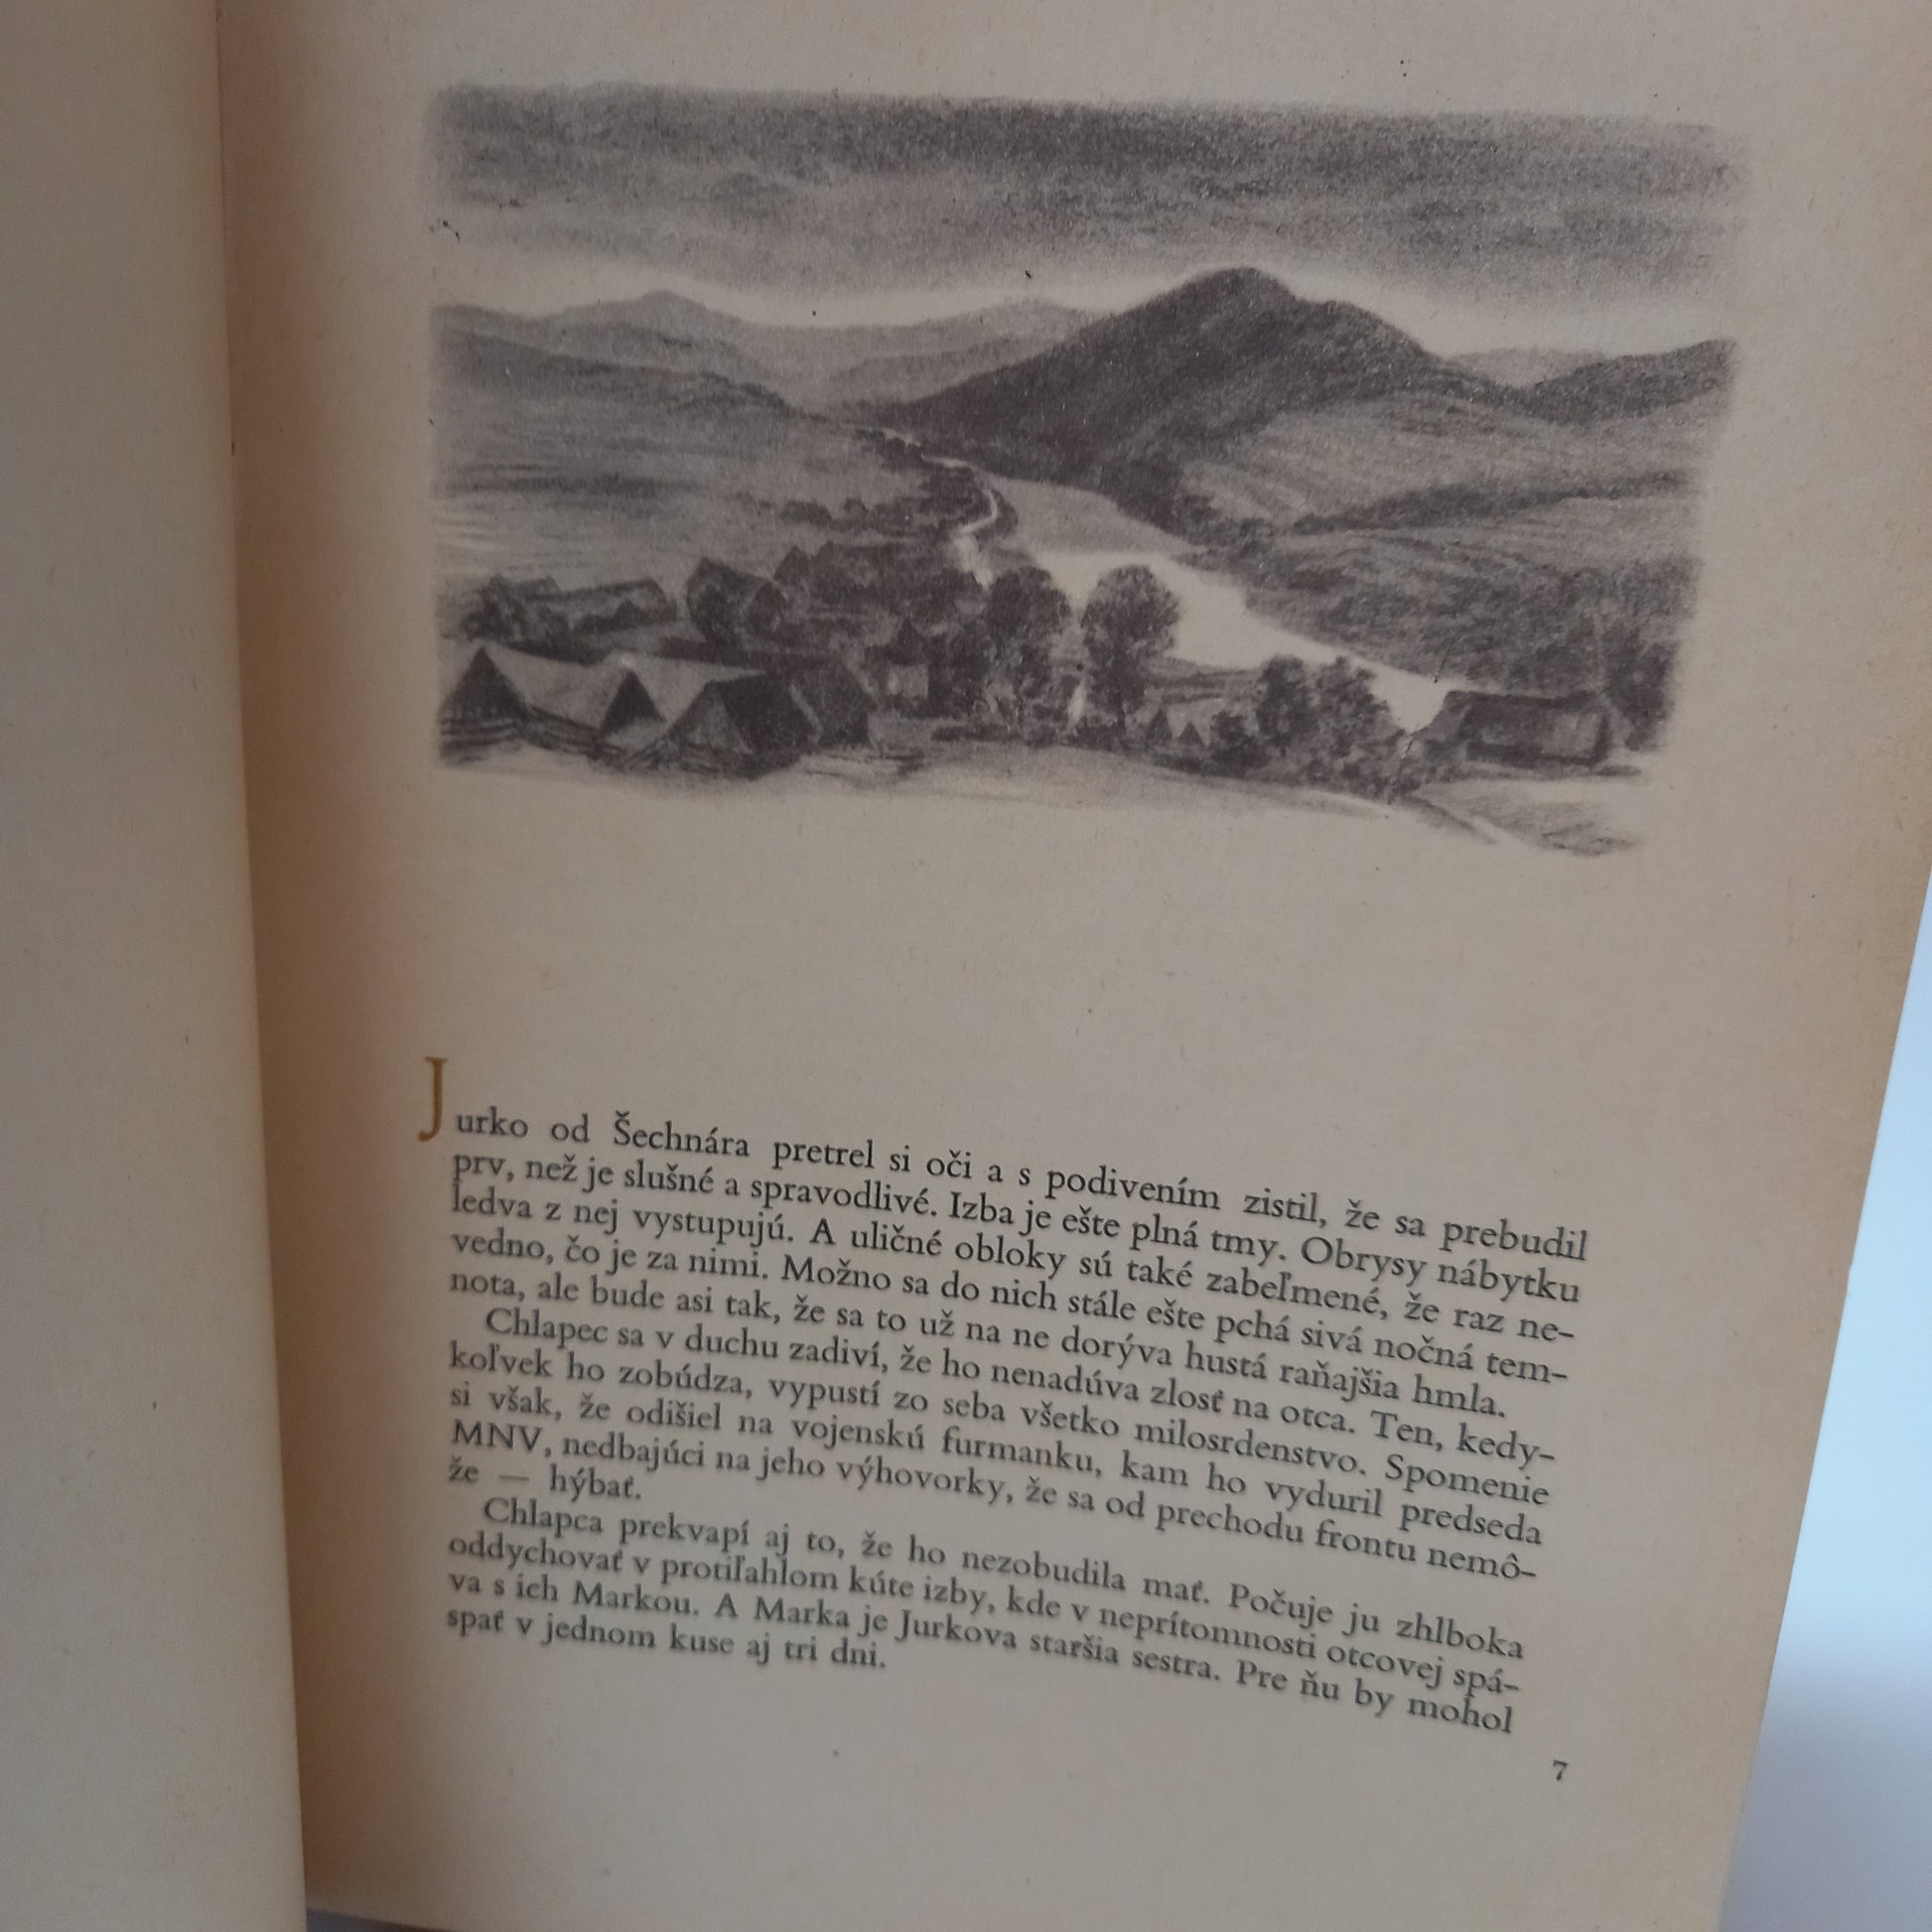 Jurko od Šechnára pretrel si oči a s podivením zistil, že sa prebudil
prv, než je slušné a spravodlivé. Izba je ešte plná tmy. Obrysy nábytku
ledva z nej vystupujú. A uličné obloky sú také zabeľmené, že raz ne-
vedno, čo je za nimi. Možno sa do nich stále ešte pchá sivá nočná tem-
nota, ale bude asi tak, že sa to už na ne dorýva hustá raňajšia hmla.
Chlapec sa v duchu zadiví, že ho nenadúva zlosť na otca. Ten, kedy-
koľvek ho zobúdza, vypustí zo seba všetko milosrdenstvo. Spomenie
si však, že odišiel na vojenskú furmanku, kam ho vyduril predseda
MNV, nedbajúci na jeho výhovorky, že sa od prechodu frontu nemô-
že — hýbať.
Chlapca prekvapí aj to, že ho nezobudila mať. Počuje ju zhlboka
oddychovať v protiľahlom kúte izby, kde v neprítomnosti otcovej spá-
va s ich Markou. A Marka je Jurkova staršia sestra. Pre ňu by mohol
spať v jednom kuse aj tri dni.
7